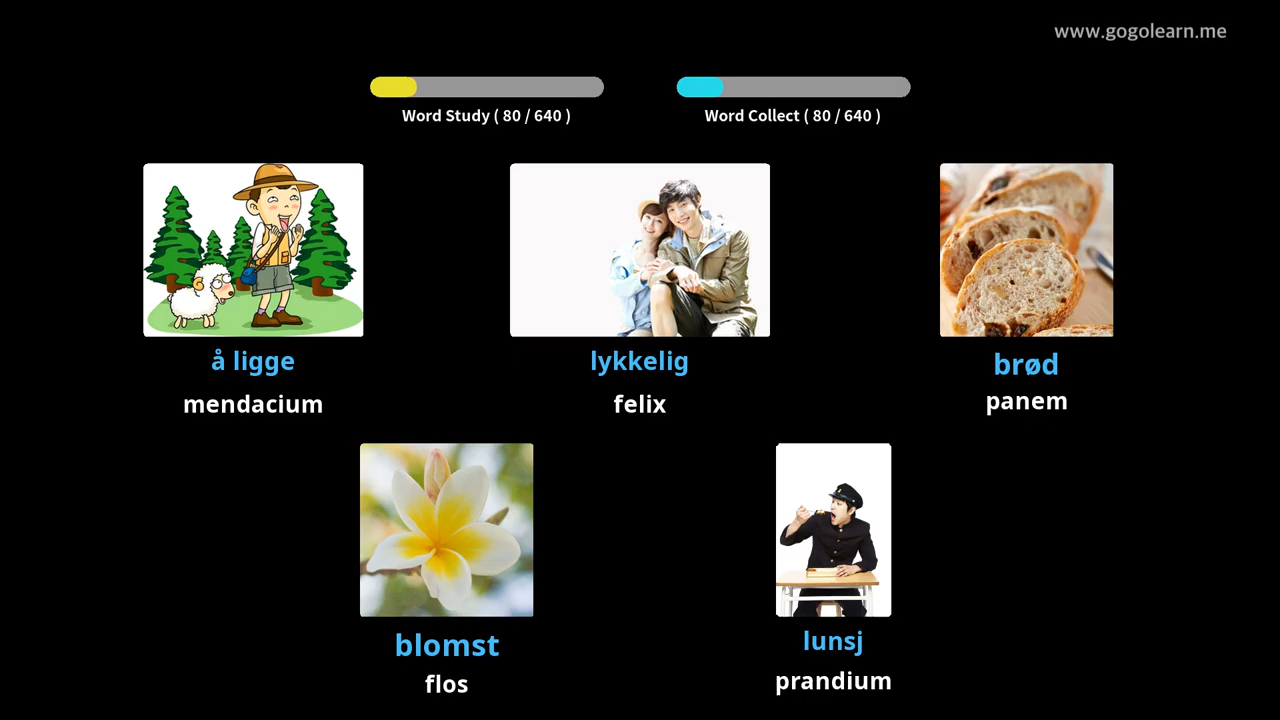 www.gogolearn.me
Word Study ( 80 / 640 )
Word Collect ( 80 / 640 )
å ligge
mendacium
lykkelig
felix
brød
panem
blomst
flos
lunsj
prandium